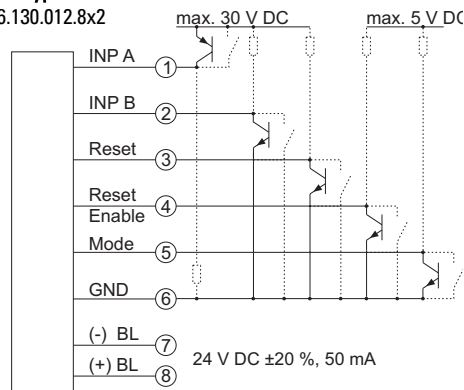 6.130.012.8x2
max. 30 V DC
max. 5 V DC
INP A
1
INP B
2
Reset
3
Reset
Enable
4
Mode
5
GND
6
(-) BL
7
24 V DC ±20 %, 50 mA
(+) BL
8